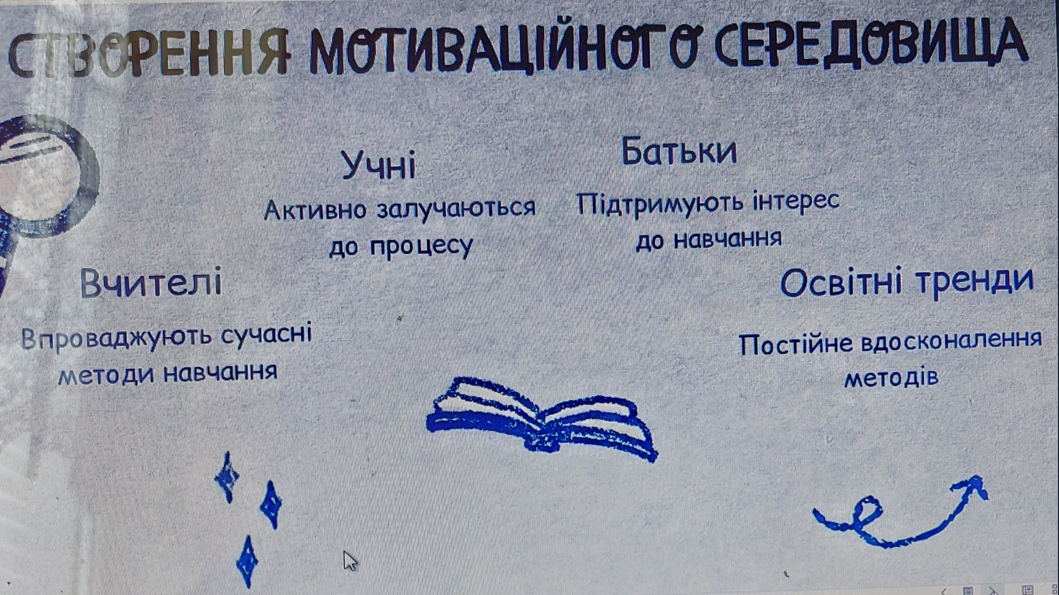 СТВОРЕННЯ МОТИВАЦІЙНОГО СЕРЕДОВИЩА
Учні
Активно залучаються
до процесу
Батьки
Підтримують інтерес
до навчання
Вчителі
Впроваджують сучасні
методи навчання
Освітні тренди
Постійне вдосконалення
методів